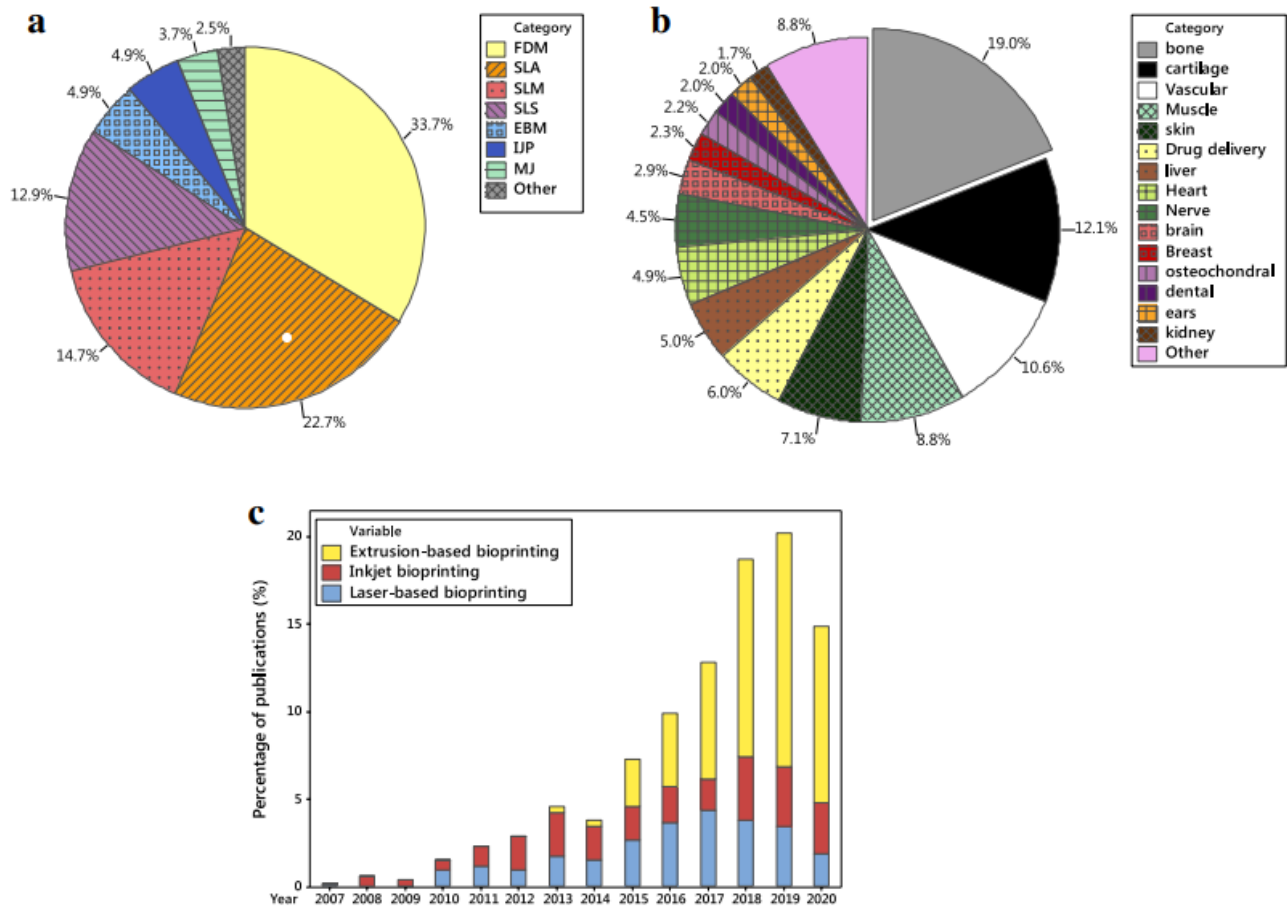 a
Category
FDM
SLA
SLM
SLS
EBM
IJP
MJ
Other
2.5%
3.7%
4.9%
4.9%
12.9%
14.7%
22.7%
33.7%
b
Category
bone
cartilage
Vascular
Muscle
skin
Drug delivery
liver
Heart
Nerve
brain
Breast
osteochondral
dental
ears
kidney
Other
8.8%
1.7%
2.0%
2.0%
2.2%
2.3%
2.9%
4.5%
4.9%
5.0%
6.0%
7.1%
8.8%
10.6%
12.1%
19.0%
c
Variable
Extrusion-based bioprinting
Inkjet bioprinting
Laser-based bioprinting
Percentage of publications (%)
20
15
10
5
0
Year 2007 2008 2009 2010 2011 2012 2013 2014 2015 2016 2017 2018 2019 2020